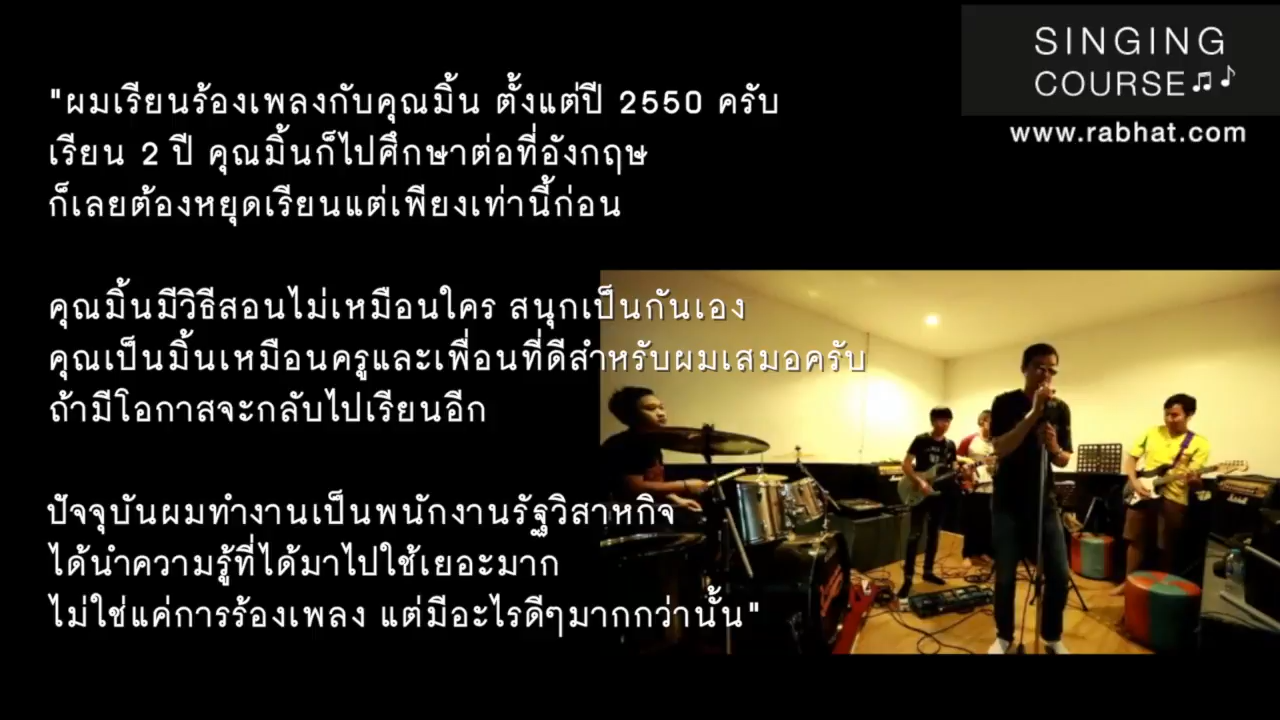 SINGING
COURSE
www.rabhat.com
"ผมเรียนร้องเพลงกับคุณมิ้น ตั้งแต่ปี 2550 ครับ
เรียน 2 ปี คุณมิ้นก็ไปศึกษาต่อที่อังกฤษ
ก็เลยต้องหยุดเรียนแต่เพียงเท่านี้ก่อน
คุณมิ้นมีวิธีสอนไม่เหมือนใคร สนุกเป็นกันเอง
คุณเป็นมิ้นเหมือนครูและเพื่อนที่ดีสำหรับผมเสมอครับ
ถ้ามีโอกาสจะกลับไปเรียนอีก
ปัจจุบันผมทำงานเป็นพนักงานรัฐวิสาหกิจ
ได้นำความรู้ที่ได้มาไปใช้เยอะมาก
ไม่ใช่แค่การร้องเพลง แต่มีอะไรดีๆมากกว่านั้น"